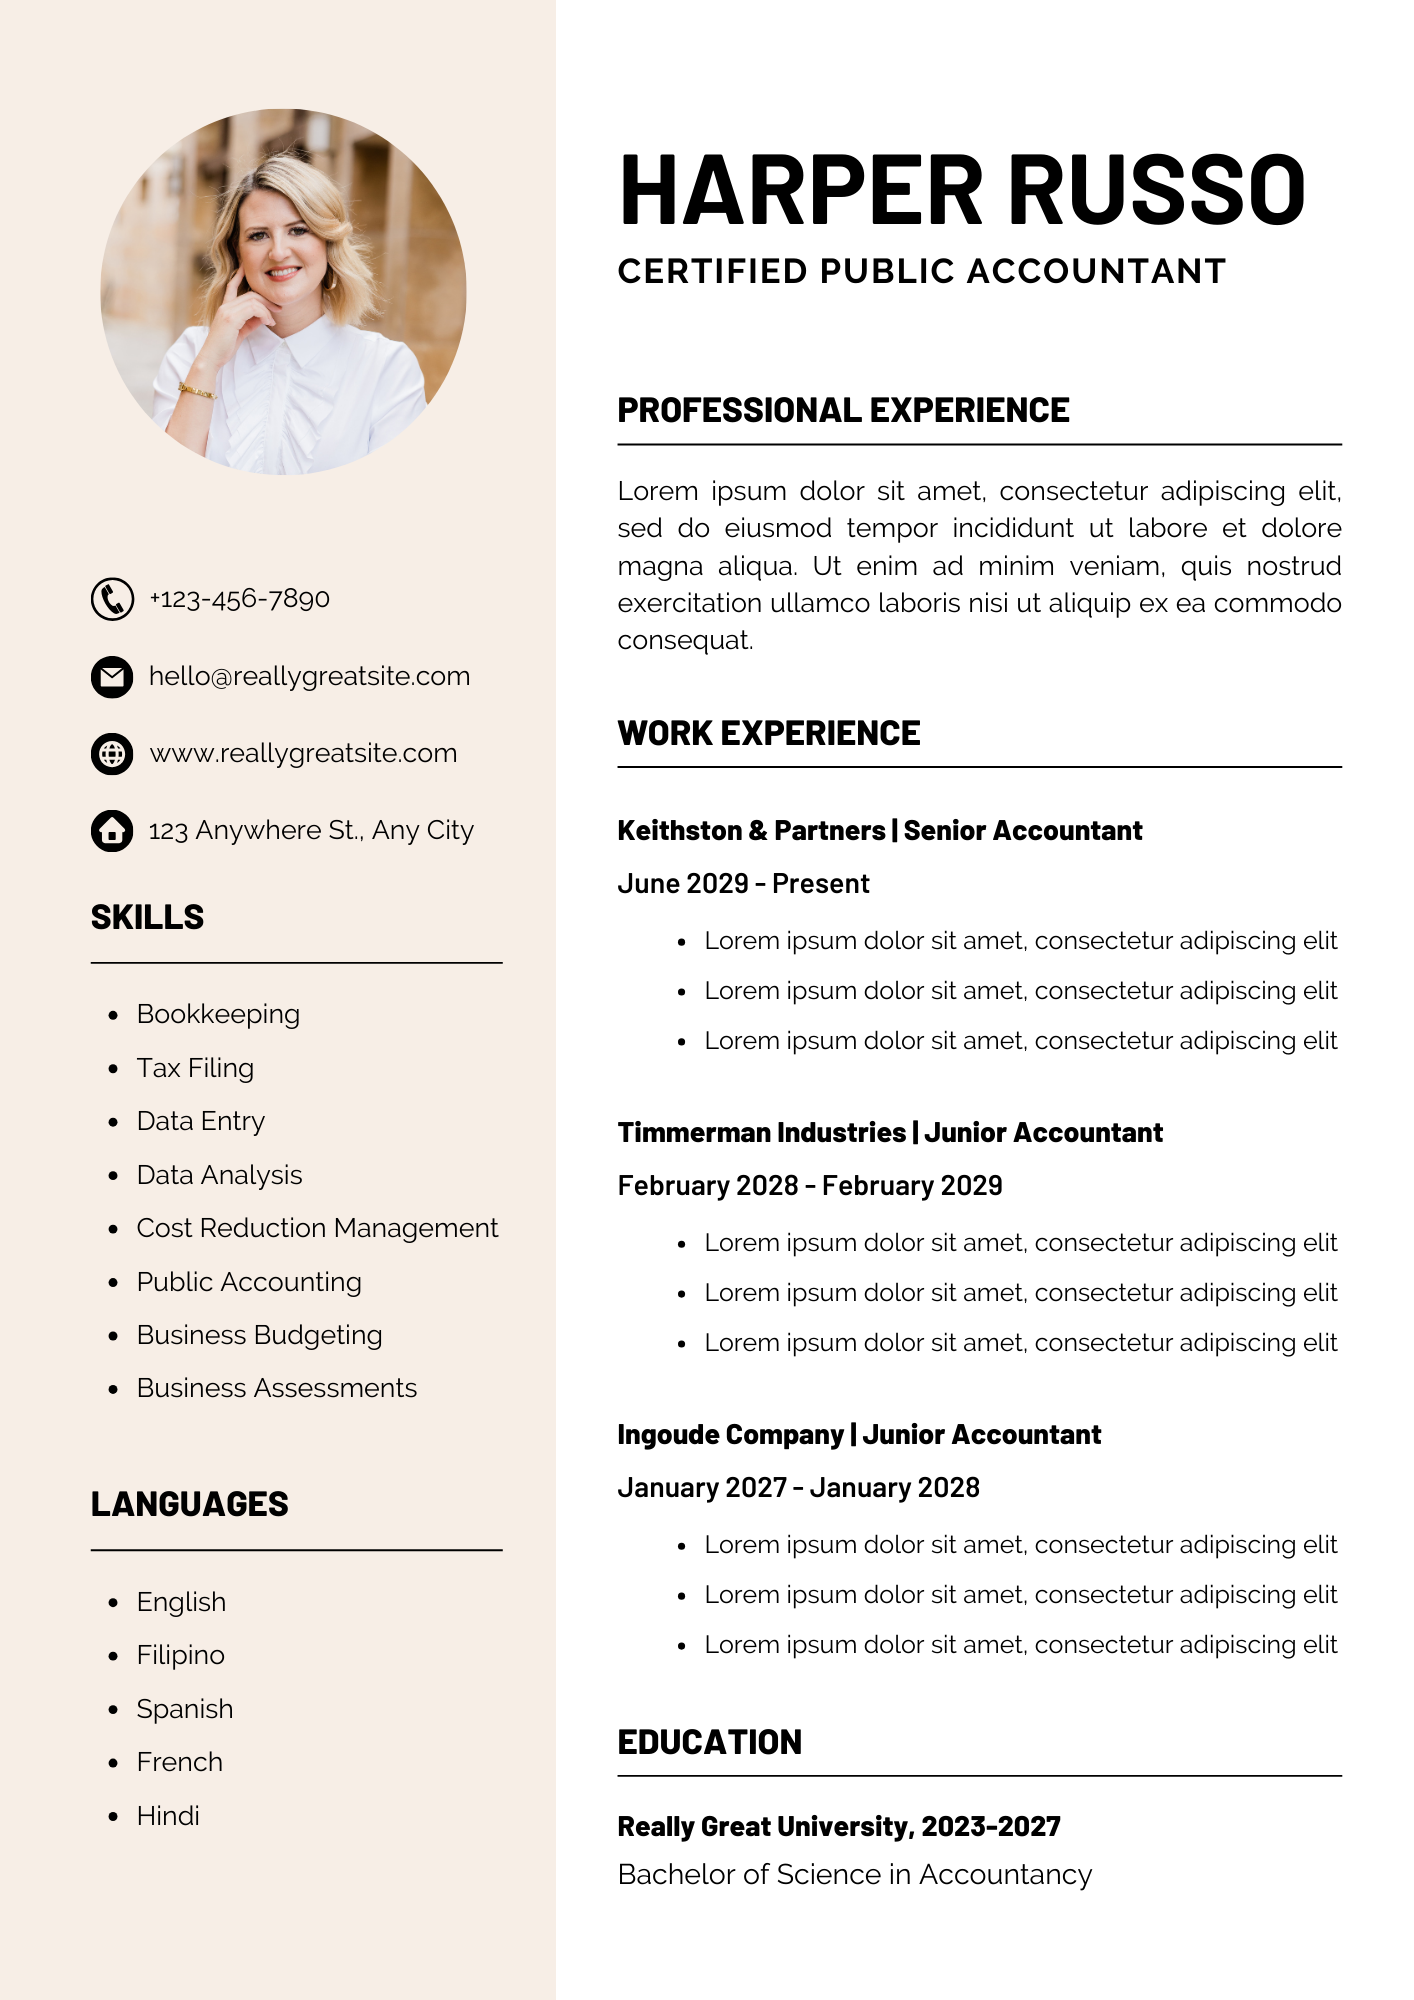 HARPER RUSSO
CERTIFIED PUBLIC ACCOUNTANT
+123-456-7890
hello@reallygreatsite.com
www.reallygreatsite.com
123 Anywhere St., Any City
SKILLS
Bookkeeping
Tax Filing
Data Entry
Data Analysis
Cost Reduction Management
Public Accounting
Business Budgeting
Business Assessments
LANGUAGES
English
Filipino
Spanish
French
Hindi
PROFESSIONAL EXPERIENCE
Lorem ipsum dolor sit amet, consectetur adipiscing elit,
sed do eiusmod tempor incididunt ut labore et dolore
magna aliqua. Ut enim ad minim veniam, quis nostrud
exercitation ullamco laboris nisi ut aliquip ex ea commodo
consequat.
WORK EXPERIENCE
Keithston & Partners | Senior Accountant
June 2029 - Present
Lorem ipsum dolor sit amet, consectetur adipiscing elit
Lorem ipsum dolor sit amet, consectetur adipiscing elit
Lorem ipsum dolor sit amet, consectetur adipiscing elit
Timmerman Industries | Junior Accountant
February 2028 - February 2029
Lorem ipsum dolor sit amet, consectetur adipiscing elit
Lorem ipsum dolor sit amet, consectetur adipiscing elit
Lorem ipsum dolor sit amet, consectetur adipiscing elit
Ingoude Company | Junior Accountant
January 2027 - January 2028
Lorem ipsum dolor sit amet, consectetur adipiscing elit
Lorem ipsum dolor sit amet, consectetur adipiscing elit
Lorem ipsum dolor sit amet, consectetur adipiscing elit
EDUCATION
Really Great University, 2023-2027
Bachelor of Science in Accountancy